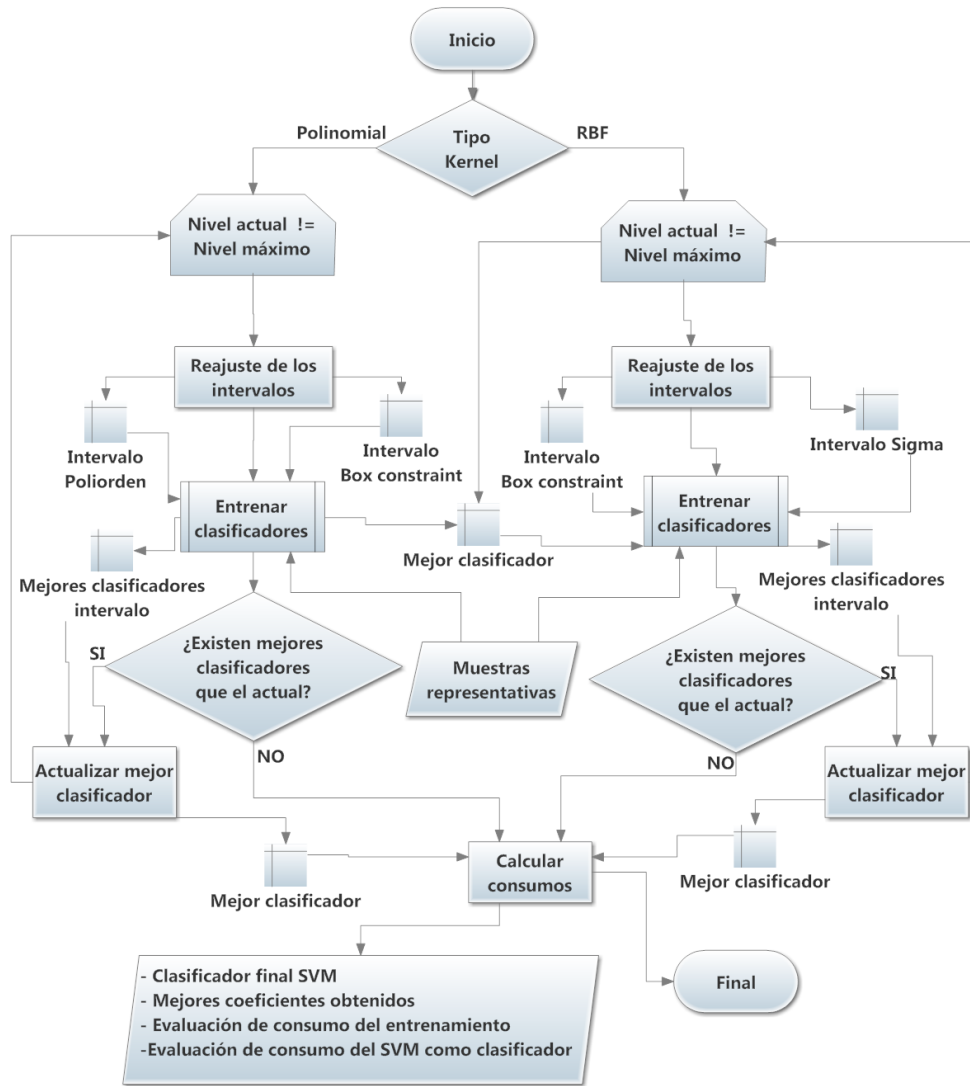 Inicio
Polinomial
Tipo
Kernel
RBF
Nivel actual !=
Nivel máximo
Nivel actual !=
Nivel máximo
Reajuste de los
intervalos
Reajuste de los
intervalos
Intervalo
Poliorden
Intervalo
Box constraint
Intervalo
Box constraint
Intervalo Sigma
Entrenar
clasificadores
Entrenar
clasificadores
Mejor clasificador
Mejores clasificadores
intervalo
Mejores clasificadores
intervalo
¿Existen mejores
clasificadores
que el actual?
SI
Muestras
representativas
¿Existen mejores
clasificadores
que el actual?
SI
NO
NO
Actualizar mejor
clasificador
Actualizar mejor
clasificador
Mejor clasificador
Calcular
consumos
Mejor clasificador
- Clasificador final SVM
- Mejores coeficientes obtenidos
- Evaluación de consumo del entrenamiento
-Evaluación de consumo del SVM como clasificador
Final